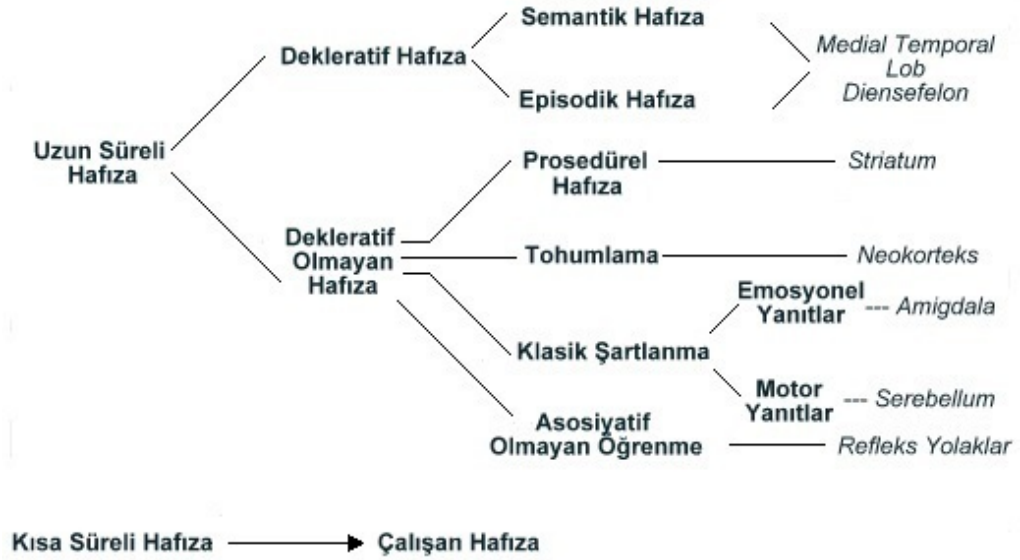 Semantik Hafıza
Dekleratif Hafıza
Episodik Hafıza
Medial Temporal
Lob
Diensefelon
Uzun Süreli
Hafıza
Prosedürel
Hafıza
Striatum
Dekleratif
Olmayan
Hafıza
Tohumlama
Neokorteks
Emosyonel
Yanıtlar
--- Amigdala
Klasik Şartlanma
Motor
Yanıtlar
--- Serebellum
Asosiyatif
Olmayan Öğrenme
Refleks Yolaklar
Kısa Süreli Hafıza
Çalışan Hafıza